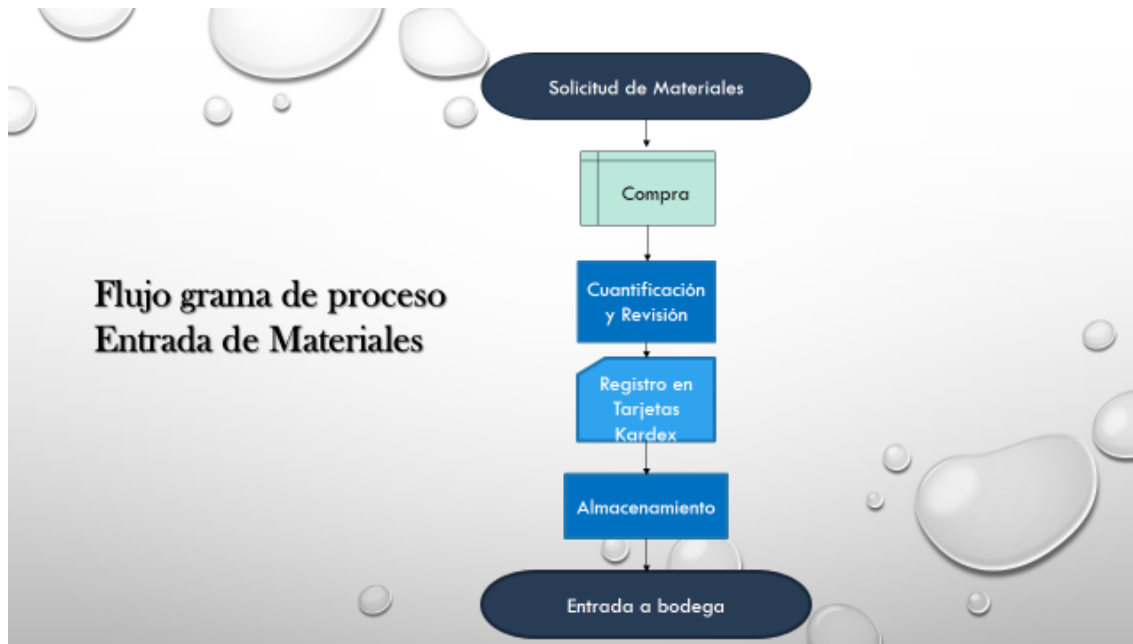 Solicitud de Materiales
Compra
Cuantificación
y Revisión
Flujo grama de proceso
Entrada de Materiales
Registro en
Tarjetas
Kardex
Almacenamiento
Entrada a bodega